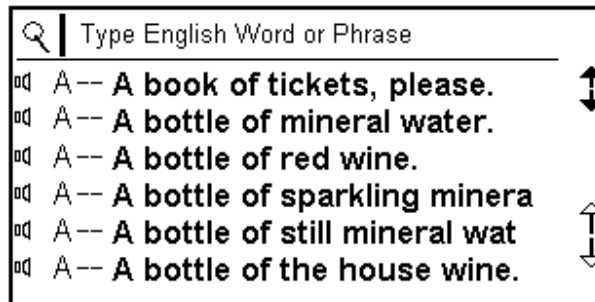 Type English Word or Phrase
A-- A book of tickets, please.
A-- A bottle of mineral water.
A-- A bottle of red wine.
A-- A bottle of sparkling minera
A-- A bottle of still mineral wat
A-- A bottle of the house wine.